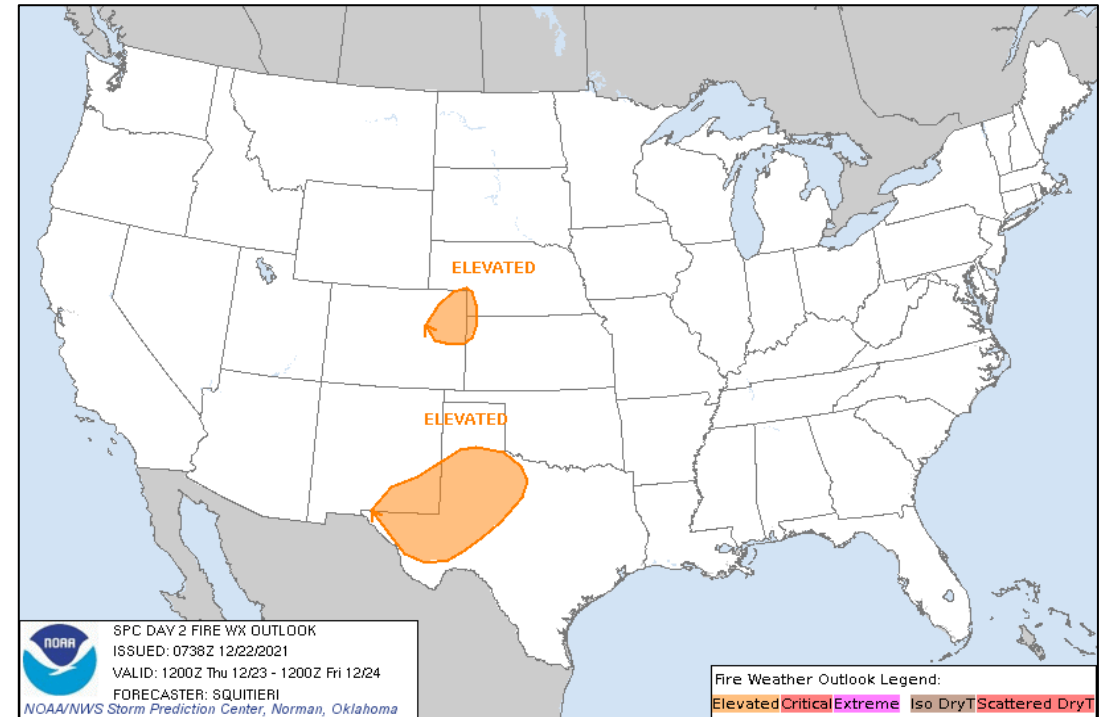 ELEVATED
ELEVATED
NOAA
SPC DAY 2 FIRE WX OUTLOOK
ISSUED: 0738Z 12/22/2021
VALID: 1200Z Thu 12/23 - 1200Z Fri 12/24
FORECASTER: SQUITIERI
NOAA/NWS Storm Prediction Center, Norman, Oklahoma
Fire Weather Outlook Legend:
Elevated Critical Extreme Iso DryT Scattered DryT